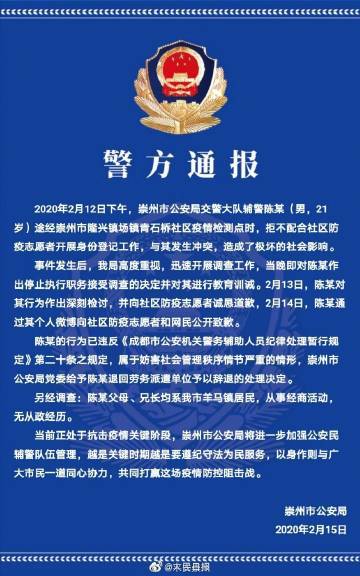 警方通报
2020年2月12日下午，崇州市公安局交警大队辅警陈某（男，21
岁）途经崇州市隆兴镇场镇青石桥社区疫情检测点时，拒不配合社区防
疫志愿者开展身份登记工作，与其发生冲突，造成了极坏的社会影响。
事件发生后，我局高度重视，迅速开展调查工作，当晚即对陈某作
出停止执行职务接受调查的决定并对其进行教育训诫。2月13日，陈某对
其行为作出深刻检讨，并向社区防疫志愿者诚恳道歉，2月14日，陈某通
过其个人微博向社区防疫志愿者和网民公开致歉。
陈某的行为已违反《成都市公安机关警务辅助人员纪律处理暂行规
定》第二十条之规定，属于妨害社会管理秩序情节严重的情形，崇州市
公安局党委给予陈某退回劳务派遣单位予以辞退的处理决定。
另经调查：陈某父母、兄长均系我市羊马镇居民，从事经商活动，
无从政经历。
当前正处于抗击疫情关键阶段，崇州市公安局将进一步加强公安民
辅警队伍管理，越是关键时期越是要遵纪守法为民服务，以身作则与广
大市民一道同心协力，共同打赢这场疫情防控阻击战。
崇州市公安局
2020年2月15日